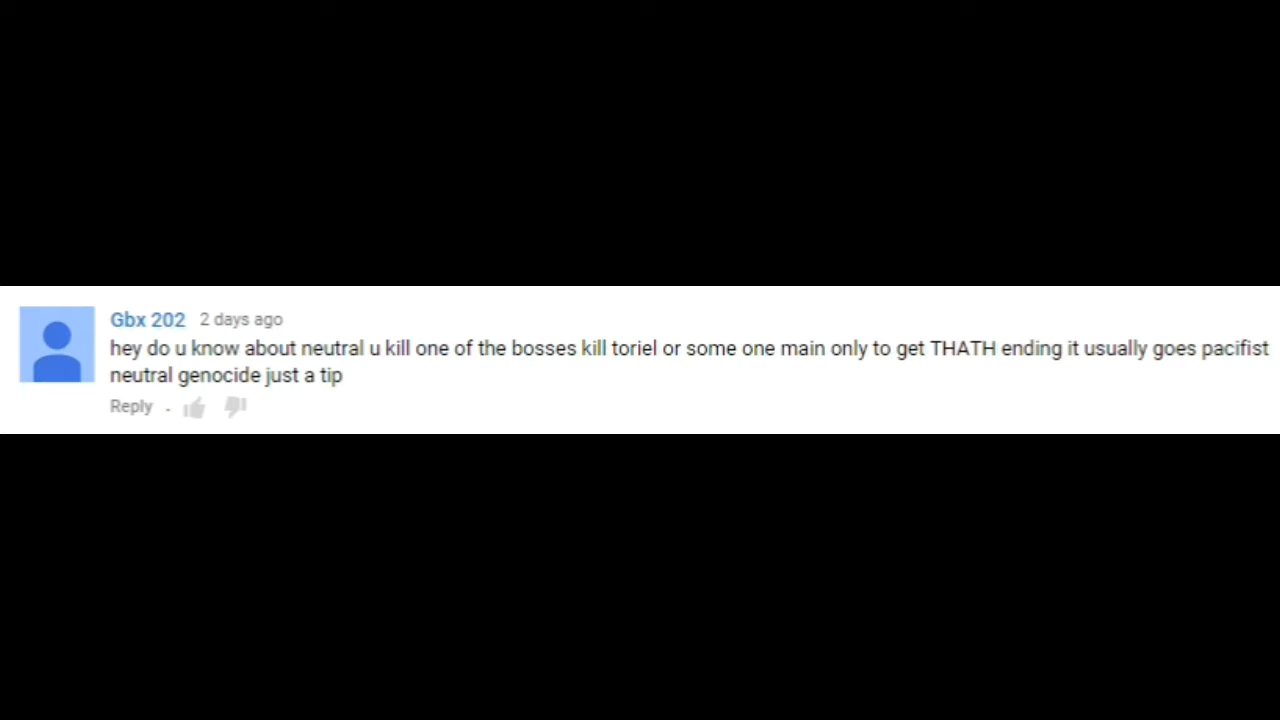 Gbx 202 2 days ago
hey do u know about neutral u kill one of the bosses kill toriel or some one main only to get THATH ending it usually goes pacifist
neutral genocide just a tip
Reply .